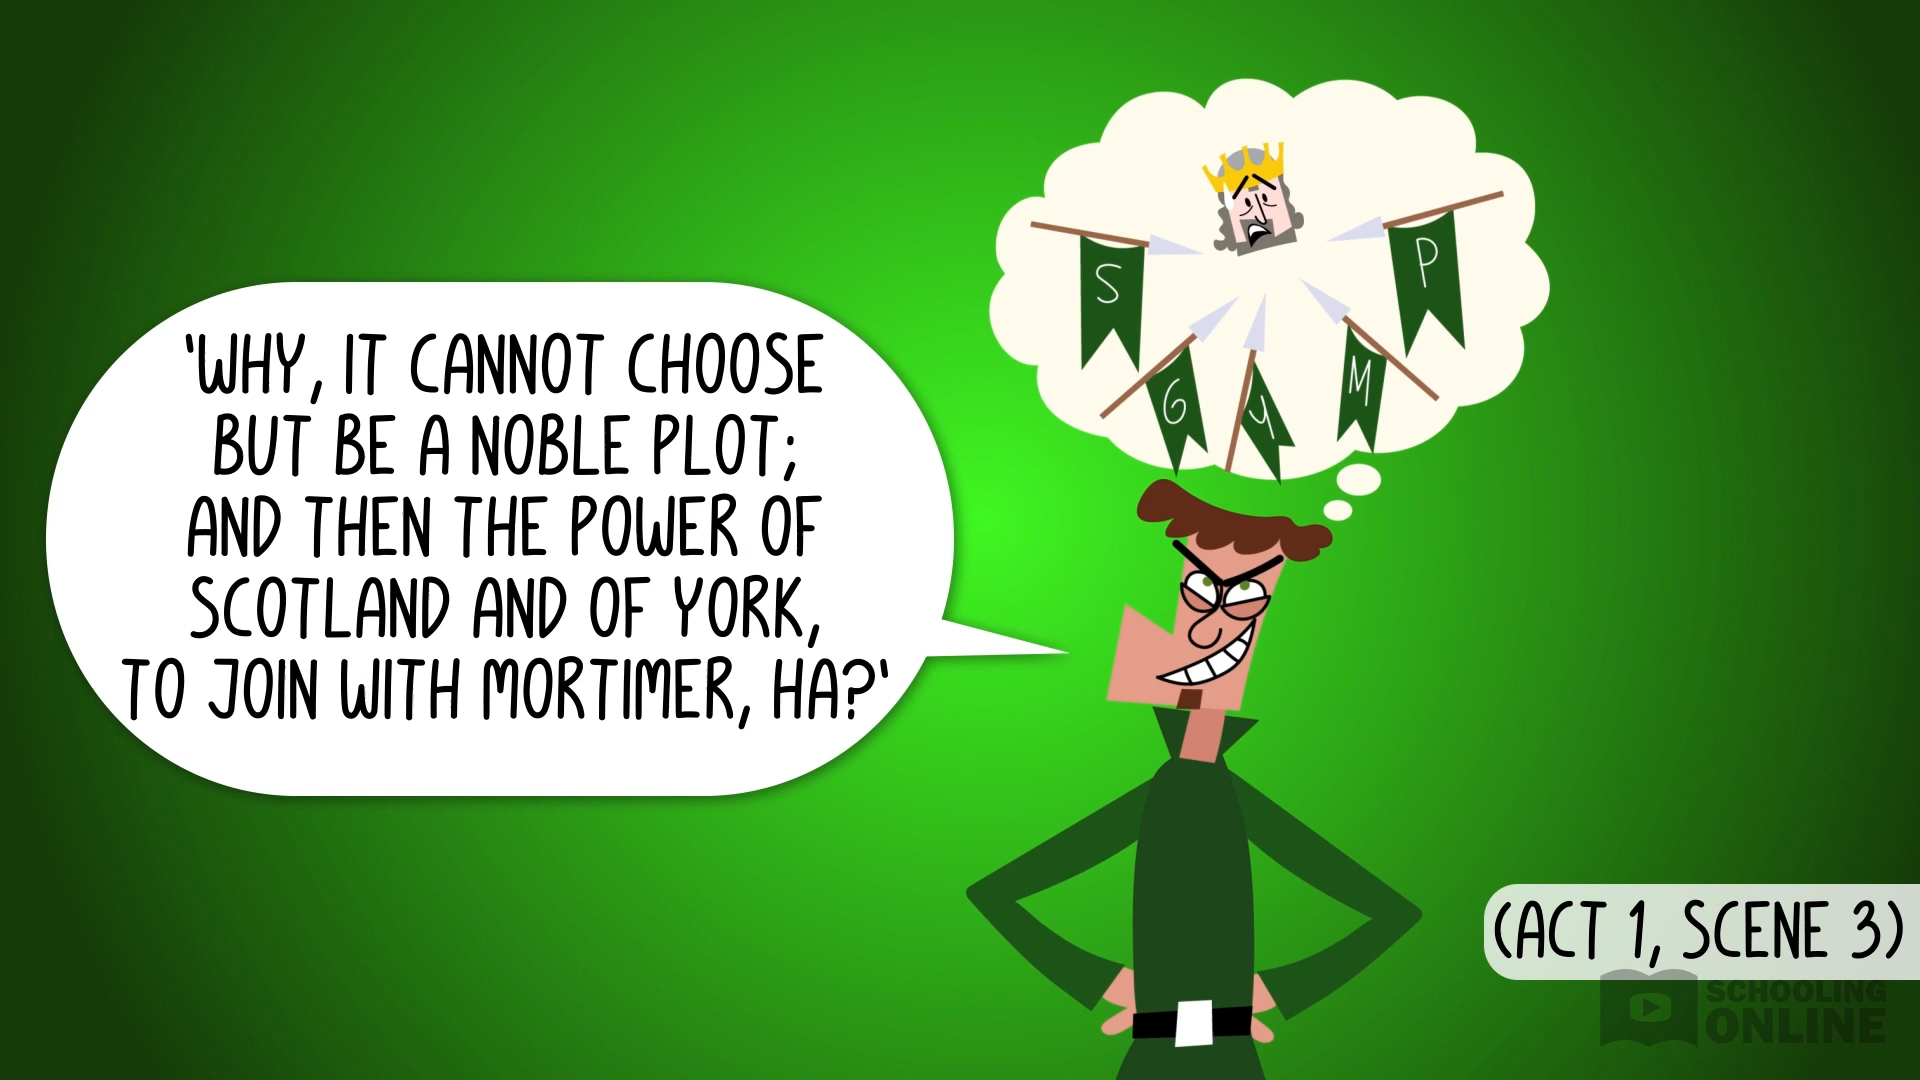 'WHY, IT CANNOT CHOOSE
BUT BE A NOBLE PLOT;
AND THEN THE POWER OF
SCOTLAND AND OF YORK,
TO JOIN WITH MORTIMER, HA?'
S
P
G
Y
M
(ACT 1, SCENE 3)
SCHOOLING
ONLINE